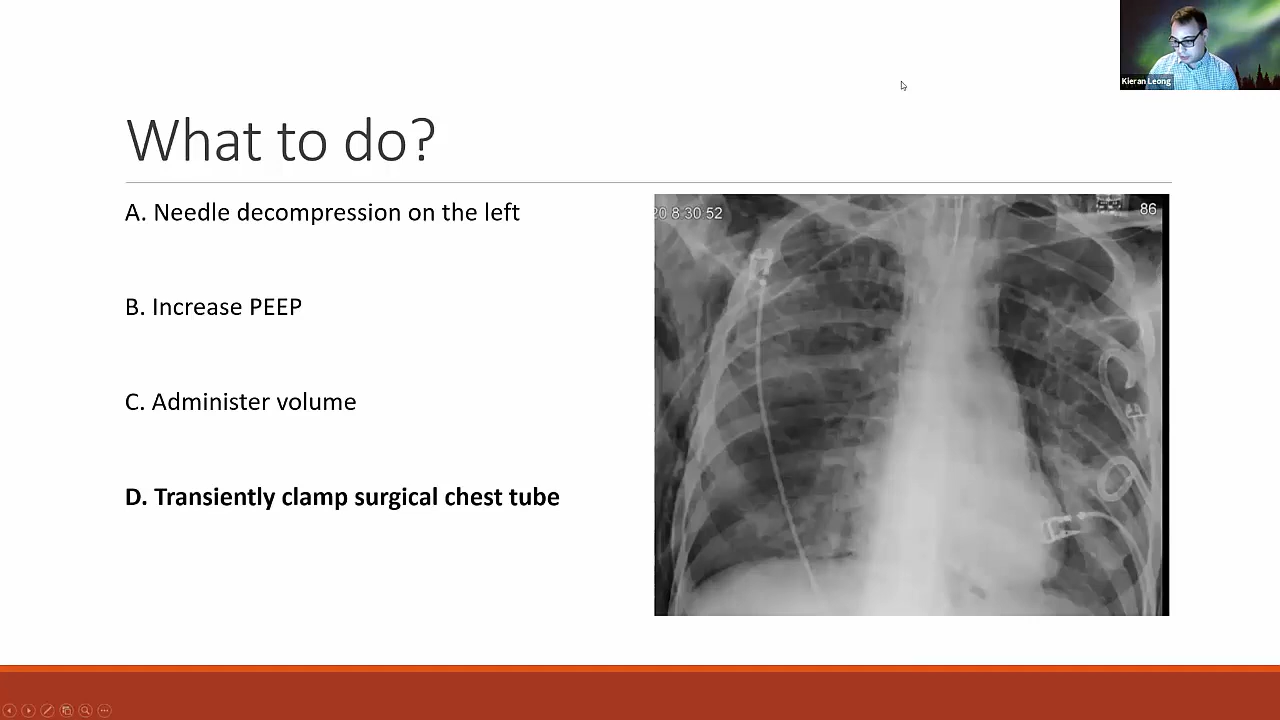 Kieran Leong
What to do?
A. Needle decompression on the left
B. Increase PEEP
C. Administer volume
D. Transiently clamp surgical chest tube
20 8:30:52
86